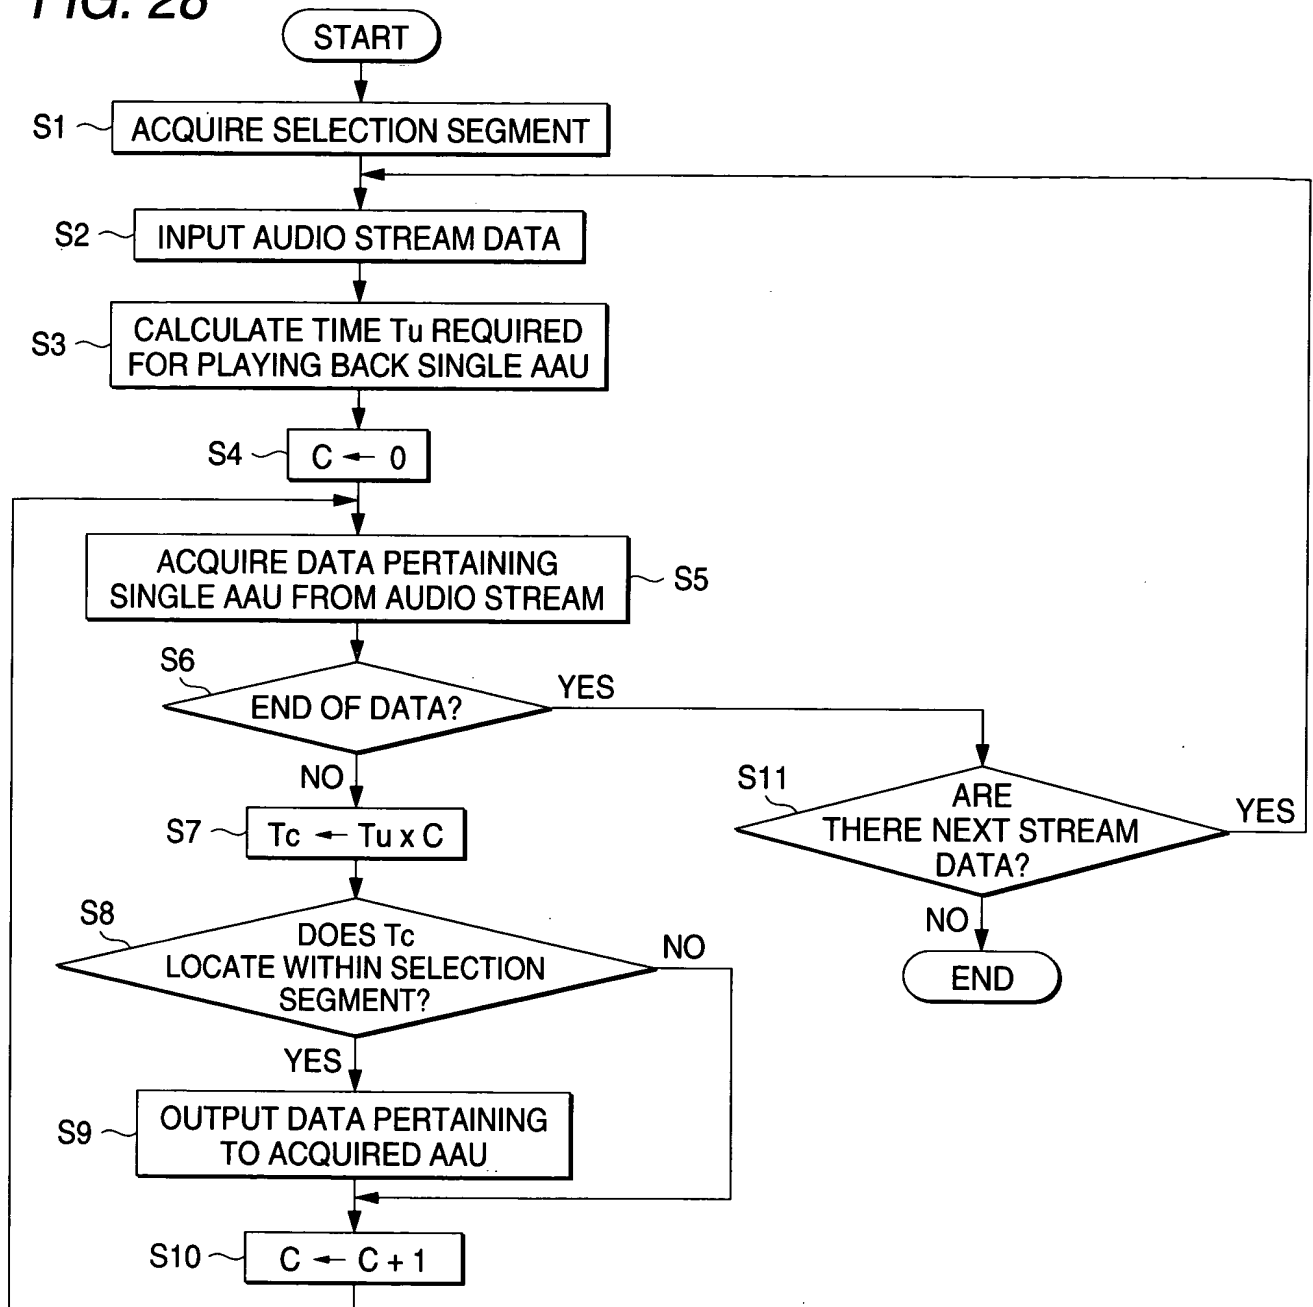 FIG. 28
START
S1
ACQUIRE SELECTION SEGMENT
S2
INPUT AUDIO STREAM DATA
S3
CALCULATE TIME Tu REQUIRED
FOR PLAYING BACK SINGLE AAU
S4
C ← 0
ACQUIRE DATA PERTAINING
SINGLE AAU FROM AUDIO STREAM
S5
S6
END OF DATA?
YES
NO
S7
Tc ← Tu x C
S11
ARE
THERE NEXT STREAM
DATA?
YES
NO
END
S8
DOES Tc
LOCATE WITHIN SELECTION
SEGMENT?
NO
YES
S9
OUTPUT DATA PERTAINING
TO ACQUIRED AAU
S10
C ← C + 1